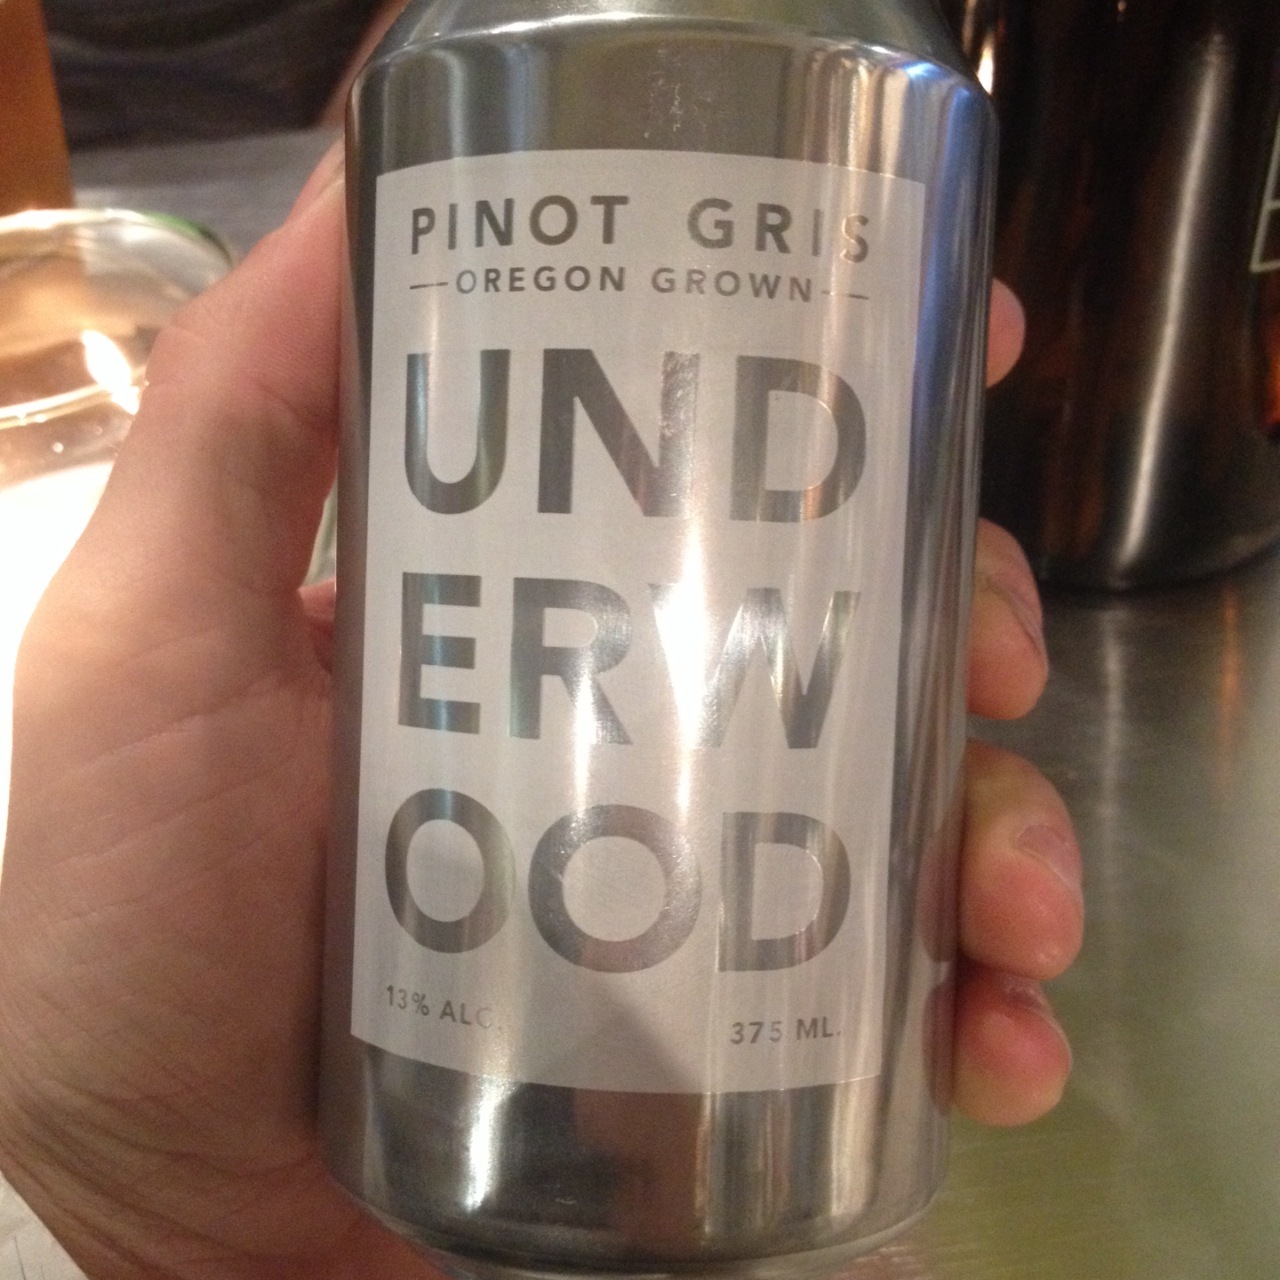 PINOT GRIS
OREGON GROWN
UND
ERW
OOD
13% ALC.
375 ML.